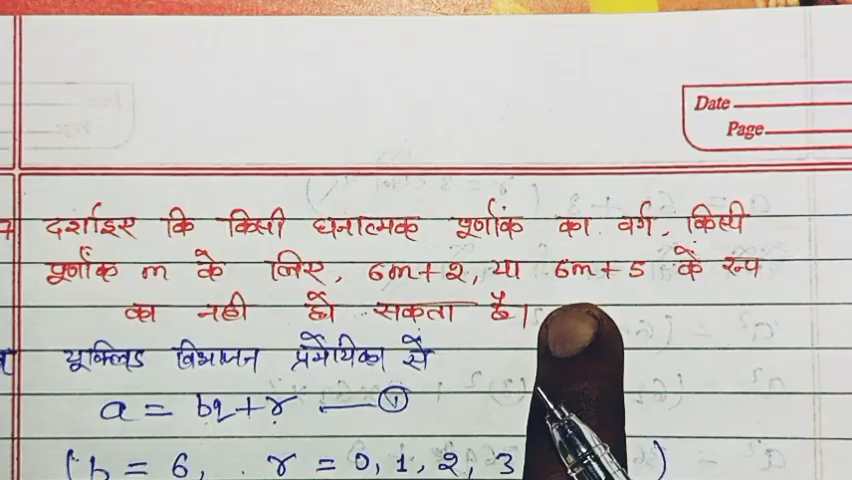 Date
Page
दर्शाइए कि किसी धनात्मक पूर्णांक का वर्ग, किसी
पूर्णांक m के लिए, 6m+2, या 6m+5 के रूप
का नही हो सकता है।
यूक्लिड विभाजन प्रमेयिका से
a = bq+r — ①
(b = 6, r = 0, 1, 2, 3 )